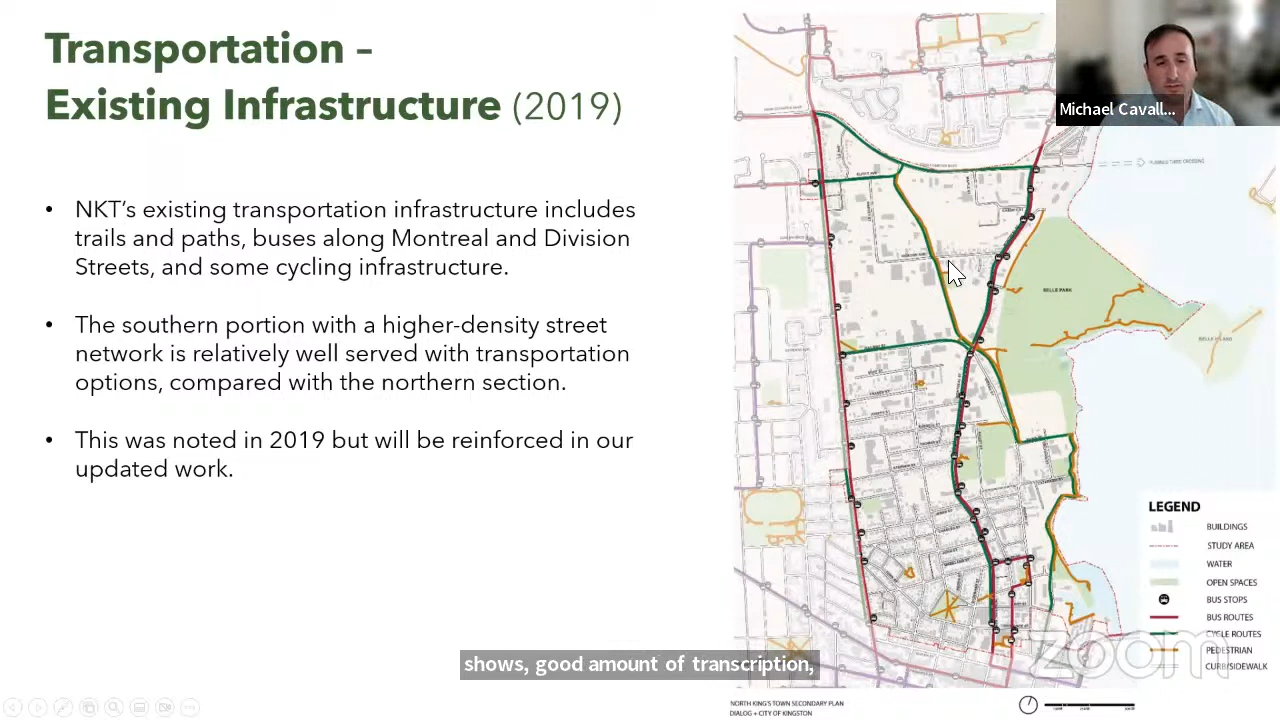 Transportation –
Existing Infrastructure (2019)
• NKT’s existing transportation infrastructure includes
trails and paths, buses along Montreal and Division
Streets, and some cycling infrastructure.
• The southern portion with a higher-density street
network is relatively well served with transportation
options, compared with the northern section.
• This was noted in 2019 but will be reinforced in our
updated work.
Michael Cavall...
BELLE PARK
LEGEND
BUILDINGS
STUDY AREA
WATER
OPEN SPACES
BUS STOPS
BUS ROUTES
CYCLE ROUTES
PEDESTRIAN
CURB/SIDEWALK
zoom
shows, good amount of transcription,
NORTH KING'S TOWN SECONDARY PLAN
DIALOG + CITY OF KINGSTON